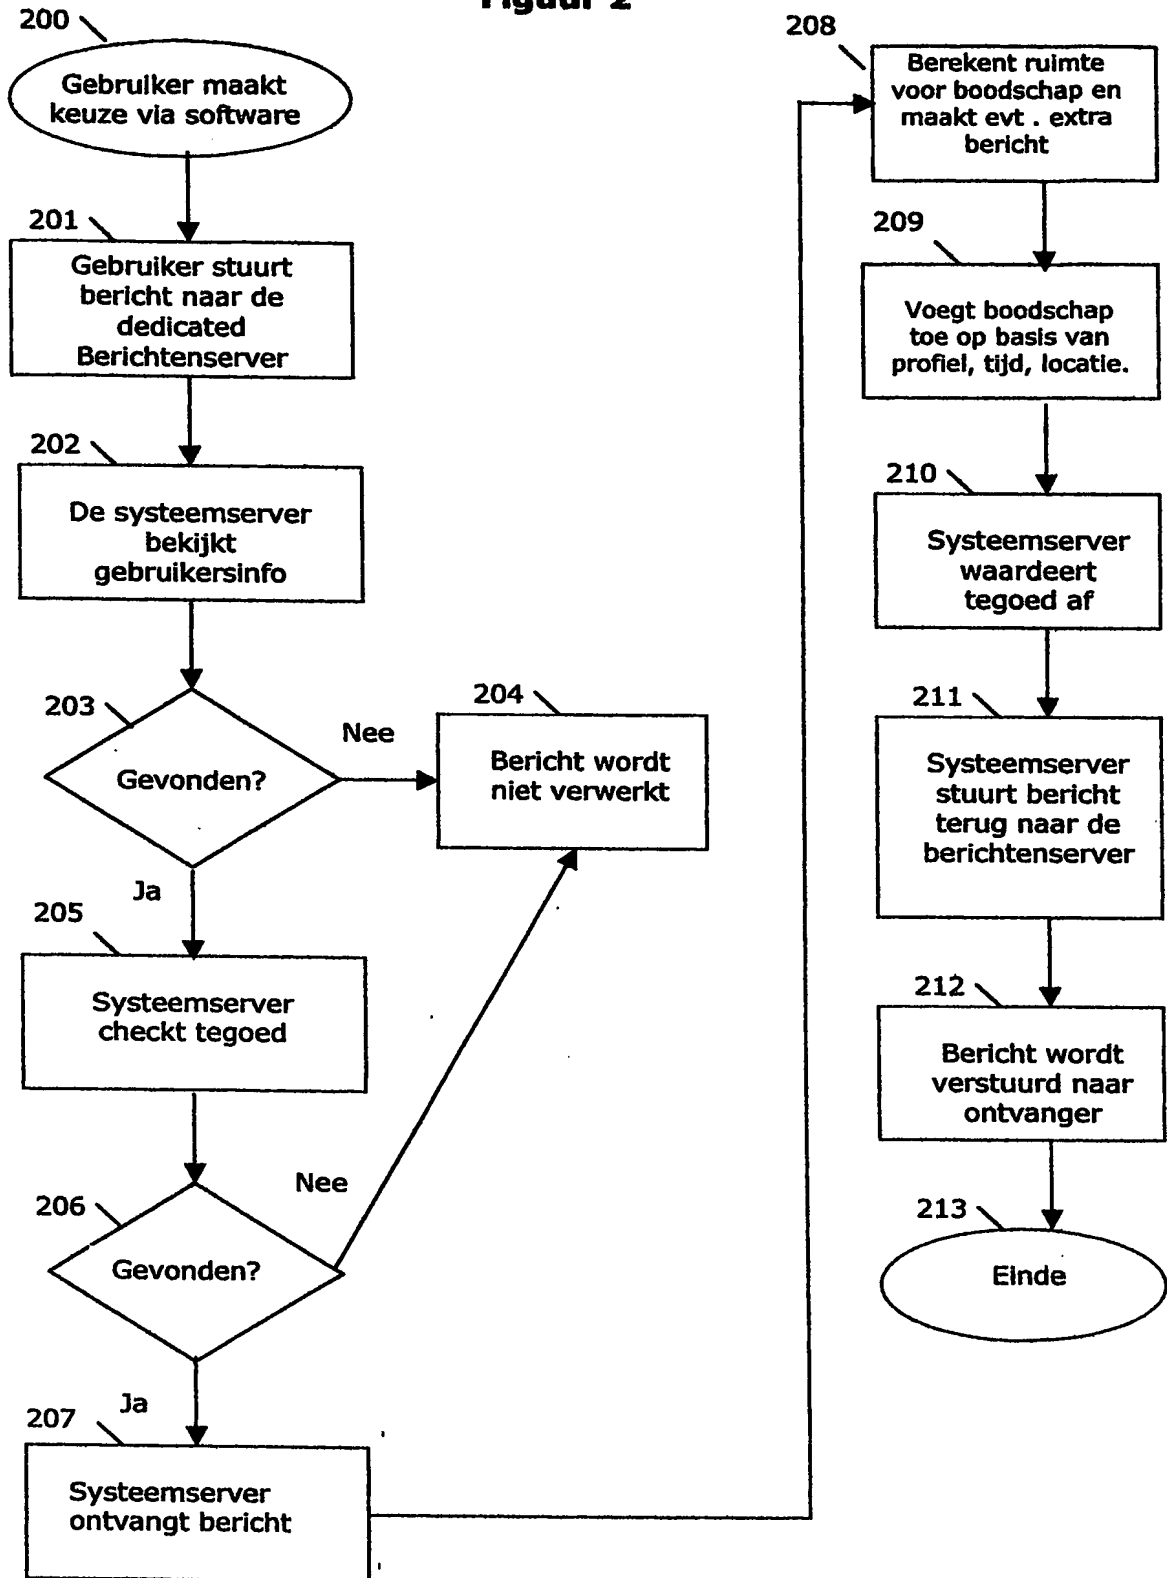 Figuur 2
200
Gebruiker maakt
keuze via software
201
Gebruiker stuurt
bericht naar de
dedicated
Berichtenserver
202
De systeemserver
bekijkt
gebruikersinfo
203
Gevonden?
Nee
204
Bericht wordt
niet verwerkt
Ja
205
Systeemserver
checkt tegoed
206
Gevonden?
Nee
Ja
207
Systeemserver
ontvangt bericht
208
Berekent ruimte
voor boodschap en
maakt evt . extra
bericht
209
Voegt boodschap
toe op basis van
profiel, tijd, locatie.
210
Systeemserver
waardeert
tegoed af
211
Systeemserver
stuurt bericht
terug naar de
berichtenserver
212
Bericht wordt
verstuurd naar
ontvanger
213
Einde